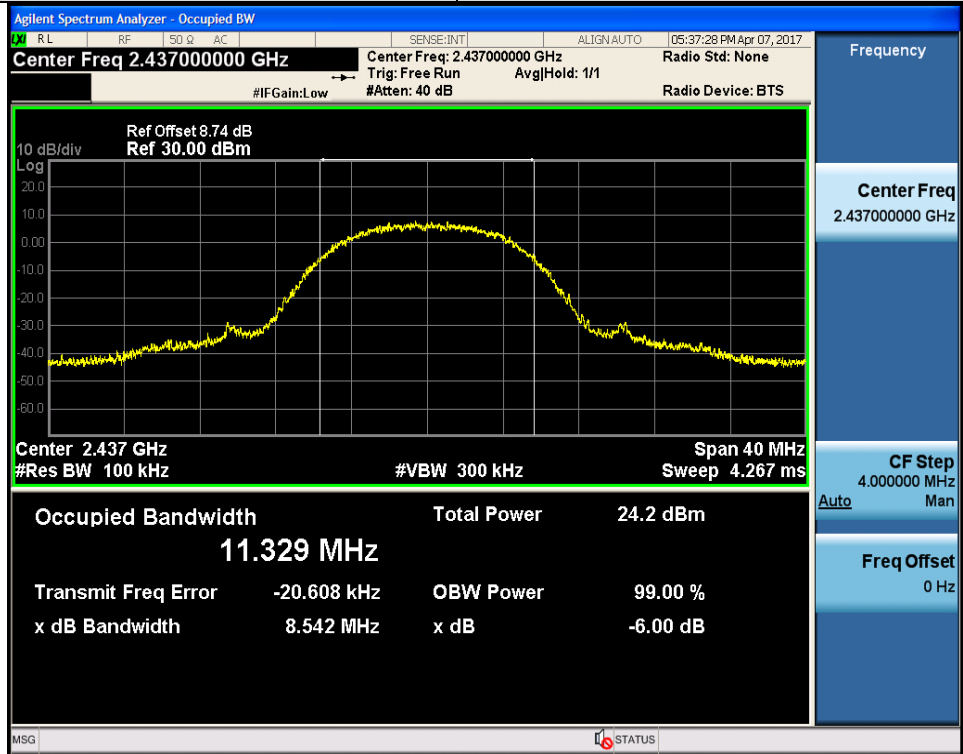 Agilent Spectrum Analyzer - Occupied BW
LXI RL RF 50 Ω AC SENSE:INT ALIGN AUTO 05:37:28 PM Apr 07, 2017
Center Freq 2.437000000 GHz
#IFGain:Low
Center Freq: 2.437000000 GHz
Trig: Free Run Avg|Hold: 1/1
#Atten: 40 dB
Radio Std: None
Radio Device: BTS
Frequency
Ref Offset 8.74 dB
10 dB/div Ref 30.00 dBm
Log
20.0
10.0
0.00
-10.0
-20.0
-30.0
-40.0
-50.0
-60.0
Center 2.437 GHz Span 40 MHz
#Res BW 100 kHz #VBW 300 kHz Sweep 4.267 ms
Occupied Bandwidth Total Power 24.2 dBm
11.329 MHz
Transmit Freq Error -20.608 kHz OBW Power 99.00 %
x dB Bandwidth 8.542 MHz x dB -6.00 dB
Center Freq
2.437000000 GHz
CF Step
4.000000 MHz
Auto Man
Freq Offset
0 Hz
MSG STATUS